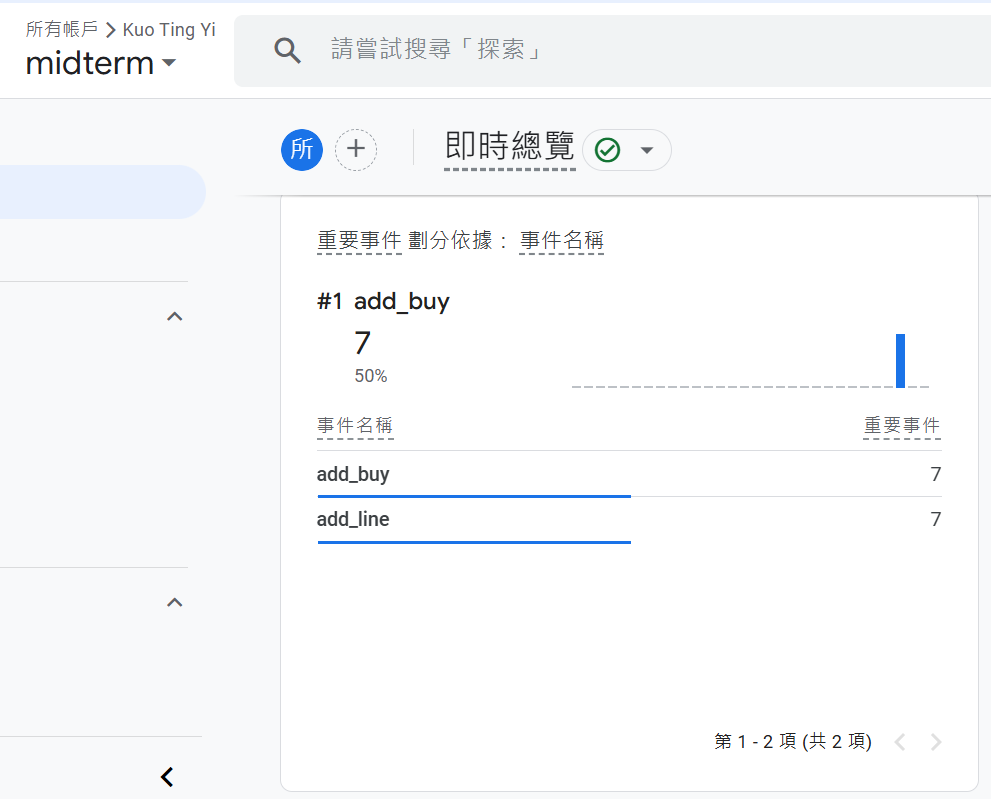 所有帳戶 > Kuo Ting Yi
midterm
請嘗試搜尋「探索」
所
即時總覽
重要事件 劃分依據： 事件名稱
#1 add_buy
7
50%
事件名稱 重要事件
add_buy 7
add_line 7
第 1 - 2 項 (共 2 項)